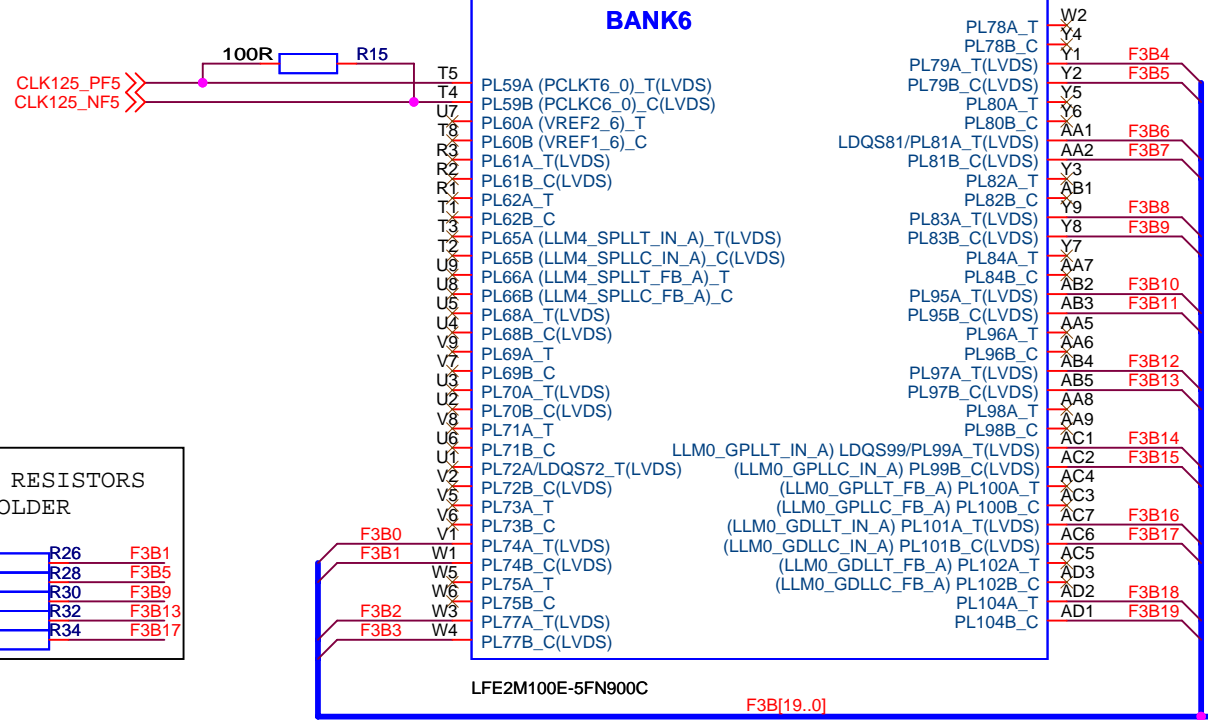 BANK6
100R
R15
CLK125_PF5
CLK125_NF5
T5 PL59A (PCLKT6_0)_T(LVDS)
T4 PL59B (PCLKC6_0)_C(LVDS)
U7 PL60A (VREF2_6)_T
T8 PL60B (VREF1_6)_C
R3 PL61A_T(LVDS)
R2 PL61B_C(LVDS)
R1 PL62A_T
T1 PL62B_C
T3 PL65A (LLM4_SPLLT_IN_A)_T(LVDS)
T2 PL65B (LLM4_SPLLC_IN_A)_C(LVDS)
U9 PL66A (LLM4_SPLLT_FB_A)_T
U8 PL66B (LLM4_SPLLC_FB_A)_C
U5 PL68A_T(LVDS)
U4 PL68B_C(LVDS)
V9 PL69A_T
V7 PL69B_C
U3 PL70A_T(LVDS)
U2 PL70B_C(LVDS)
V8 PL71A_T
U6 PL71B_C
U1 PL72A/LDQS72_T(LVDS)
V2 PL72B_C(LVDS)
V5 PL73A_T
V6 PL73B_C
F3B0 V1 PL74A_T(LVDS)
F3B1 W1 PL74B_C(LVDS)
W5 PL75A_T
W6 PL75B_C
F3B2 W3 PL77A_T(LVDS)
F3B3 W4 PL77B_C(LVDS)
PL78A_T W2
PL78B_C Y4
PL79A_T(LVDS) Y1 F3B4
PL79B_C(LVDS) Y2 F3B5
PL80A_T Y5
PL80B_C Y6
LDQS81/PL81A_T(LVDS) AA1 F3B6
PL81B_C(LVDS) AA2 F3B7
PL82A_T Y3
PL82B_C AB1
PL83A_T(LVDS) Y9 F3B8
PL83B_C(LVDS) Y8 F3B9
PL84A_T Y7
PL84B_C AA7
PL95A_T(LVDS) AB2 F3B10
PL95B_C(LVDS) AB3 F3B11
PL96A_T AA5
PL96B_C AA6
PL97A_T(LVDS) AB4 F3B12
PL97B_C(LVDS) AB5 F3B13
PL98A_T AA8
PL98B_C AA9
LLM0_GPLLT_IN_A) LDQS99/PL99A_T(LVDS) AC1 F3B14
(LLM0_GPLLC_IN_A) PL99B_C(LVDS) AC2 F3B15
(LLM0_GPLLT_FB_A) PL100A_T AC4
(LLM0_GPLLC_FB_A) PL100B_C AC3
(LLM0_GDLLT_IN_A) PL101A_T(LVDS) AC7 F3B16
(LLM0_GDLLC_IN_A) PL101B_C(LVDS) AC6 F3B17
(LLM0_GDLLT_FB_A) PL102A_T AC5
(LLM0_GDLLC_FB_A) PL102B_C AD3
PL104A_T AD2 F3B18
PL104B_C AD1 F3B19
RESISTORS
OLDER
R26 F3B1
R28 F3B5
R30 F3B9
R32 F3B13
R34 F3B17
LFE2M100E-5FN900C
F3B[19..0]